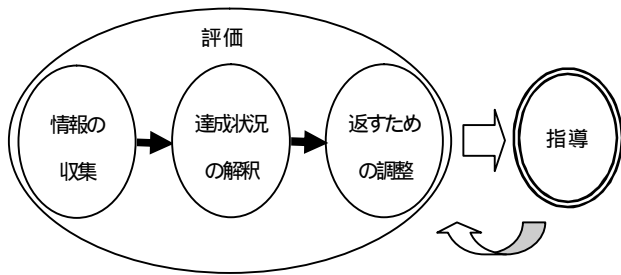 評価
情報の
収集
達成状況
の解釈
返すため
の調整
指導